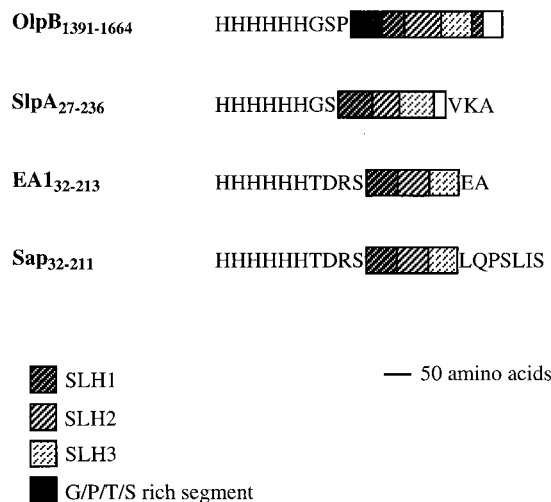 OlpB1391-1664 HHHHHHGSP
SlpA27-236 HHHHHHGS VKA
EA132-213 HHHHHHTDRS EA
Sap32-211 HHHHHHTDRS LQPSLIS
SLH1
50 amino acids
SLH2
SLH3
G/P/T/S rich segment